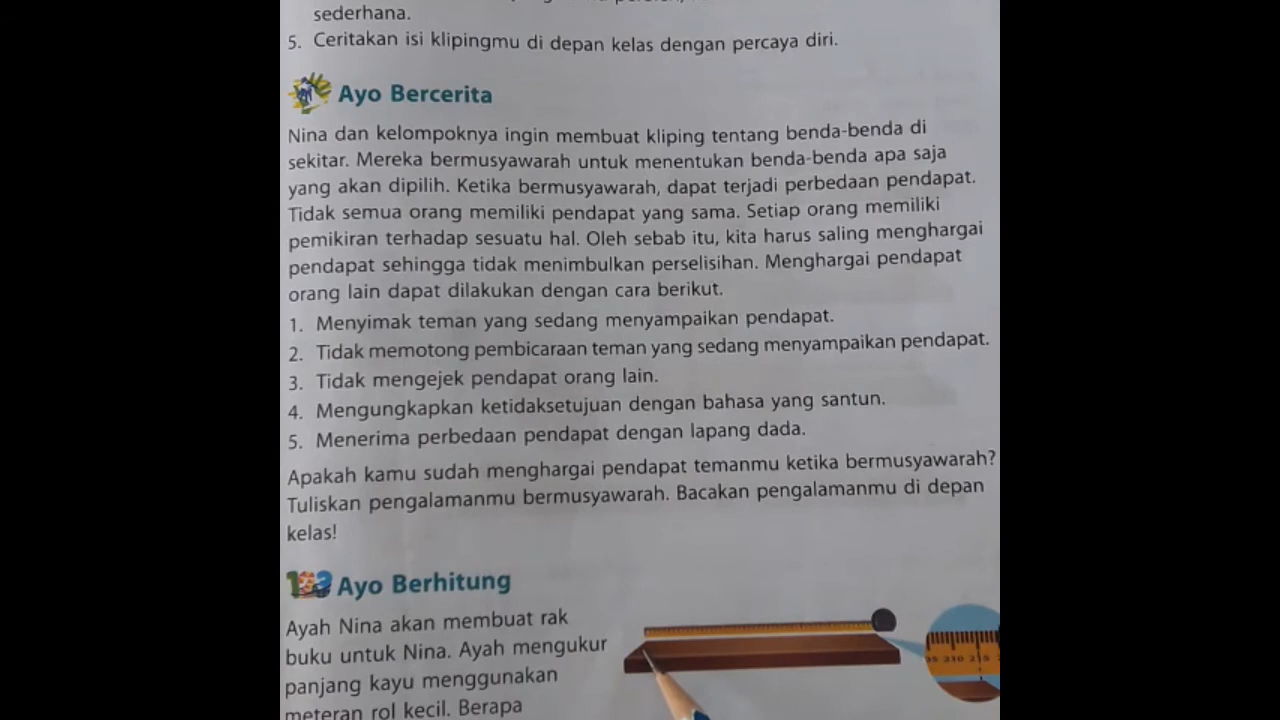 sederhana.
5. Ceritakan isi klipingmu di depan kelas dengan percaya diri.
Ayo Bercerita
Nina dan kelompoknya ingin membuat kliping tentang benda-benda di
sekitar. Mereka bermusyawarah untuk menentukan benda-benda apa saja
yang akan dipilih. Ketika bermusyawarah, dapat terjadi perbedaan pendapat.
Tidak semua orang memiliki pendapat yang sama. Setiap orang memiliki
pemikiran terhadap sesuatu hal. Oleh sebab itu, kita harus saling menghargai
pendapat sehingga tidak menimbulkan perselisihan. Menghargai pendapat
orang lain dapat dilakukan dengan cara berikut.
1. Menyimak teman yang sedang menyampaikan pendapat.
2. Tidak memotong pembicaraan teman yang sedang menyampaikan pendapat.
3. Tidak mengejek pendapat orang lain.
4. Mengungkapkan ketidaksetujuan dengan bahasa yang santun.
5. Menerima perbedaan pendapat dengan lapang dada.
Apakah kamu sudah menghargai pendapat temanmu ketika bermusyawarah?
Tuliskan pengalamanmu bermusyawarah. Bacakan pengalamanmu di depan
kelas!
Ayo Berhitung
Ayah Nina akan membuat rak
buku untuk Nina. Ayah mengukur
panjang kayu menggunakan
meteran rol kecil. Berapa
210